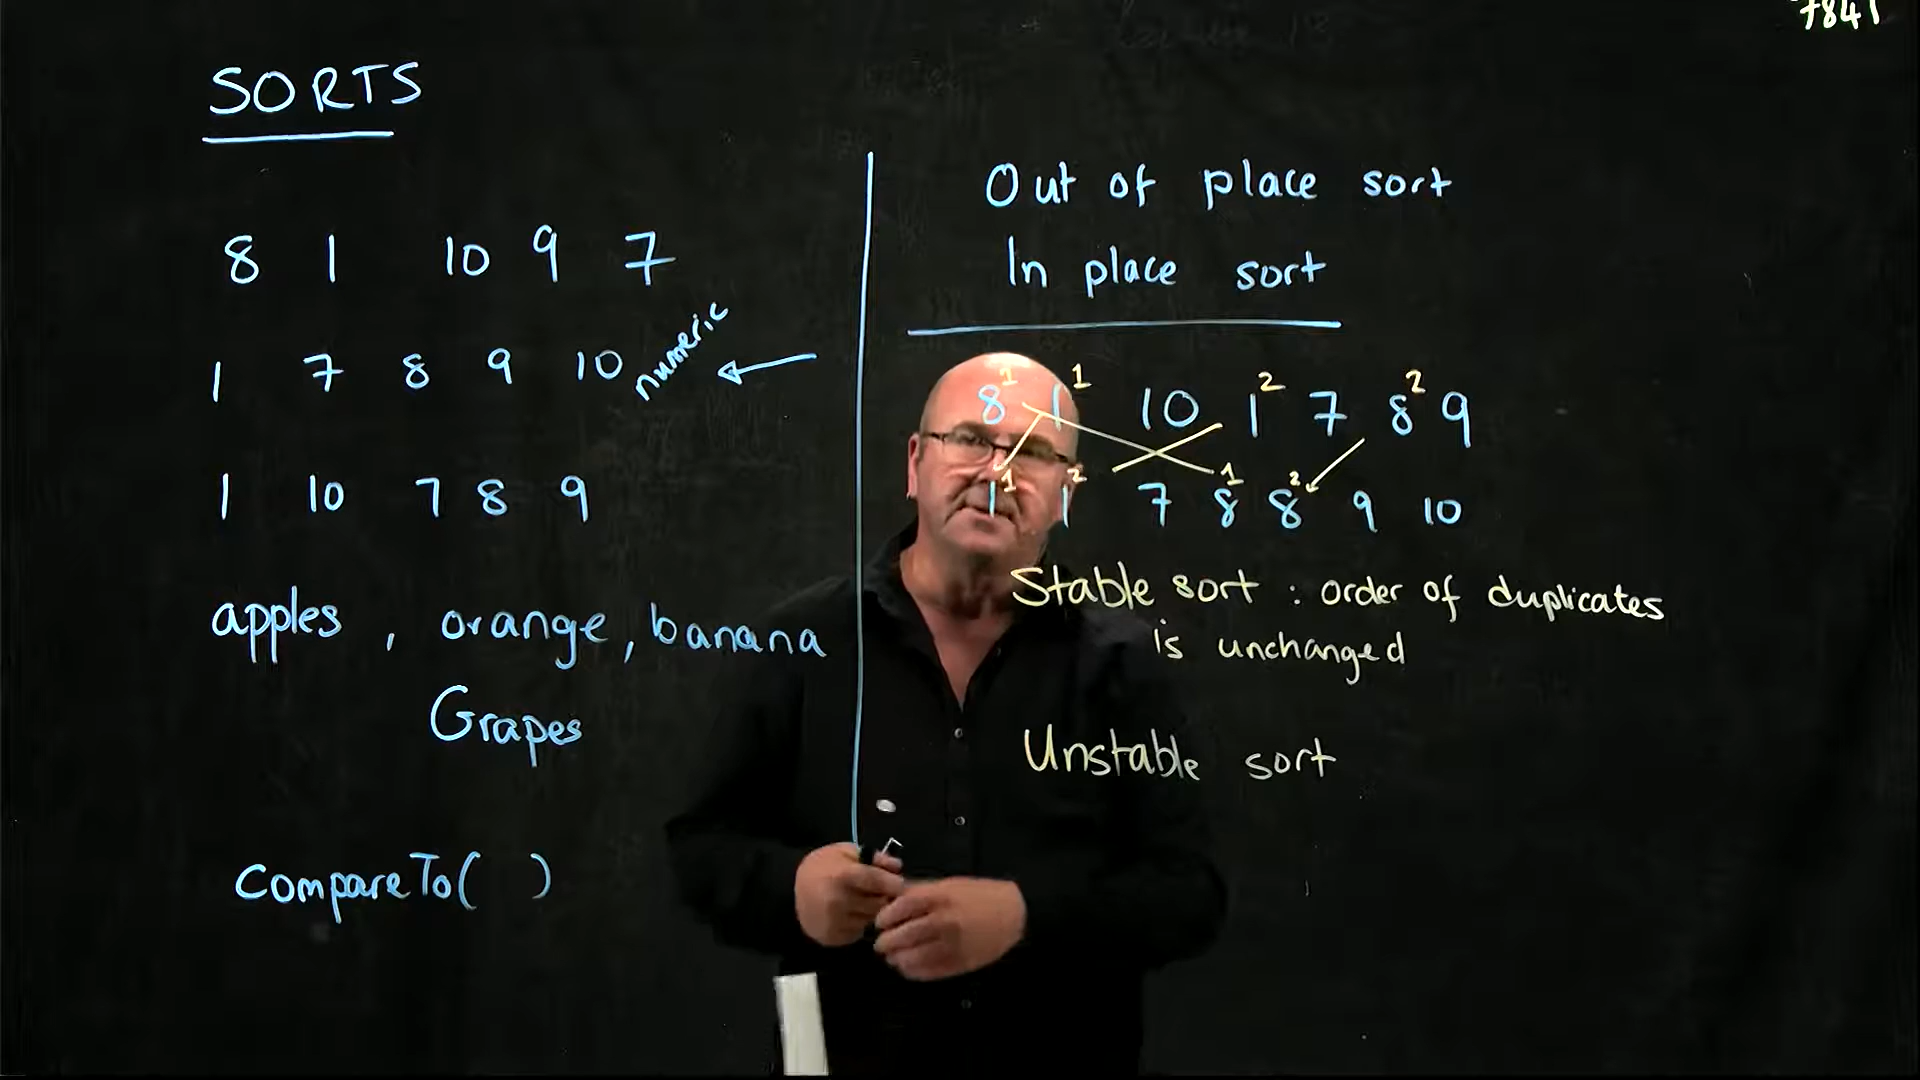 7841
SORTS
8 1 10 9 7
1 7 8 9 10 numeric
1 10 7 8 9
apples , orange, banana
Grapes
CompareTo( )
Out of place sort
In place sort
8¹ 1¹ 10 1² 7 8² 9
1¹ 1² 7 8¹ 8² 9 10
Stable sort : order of duplicates
is unchanged
Unstable sort